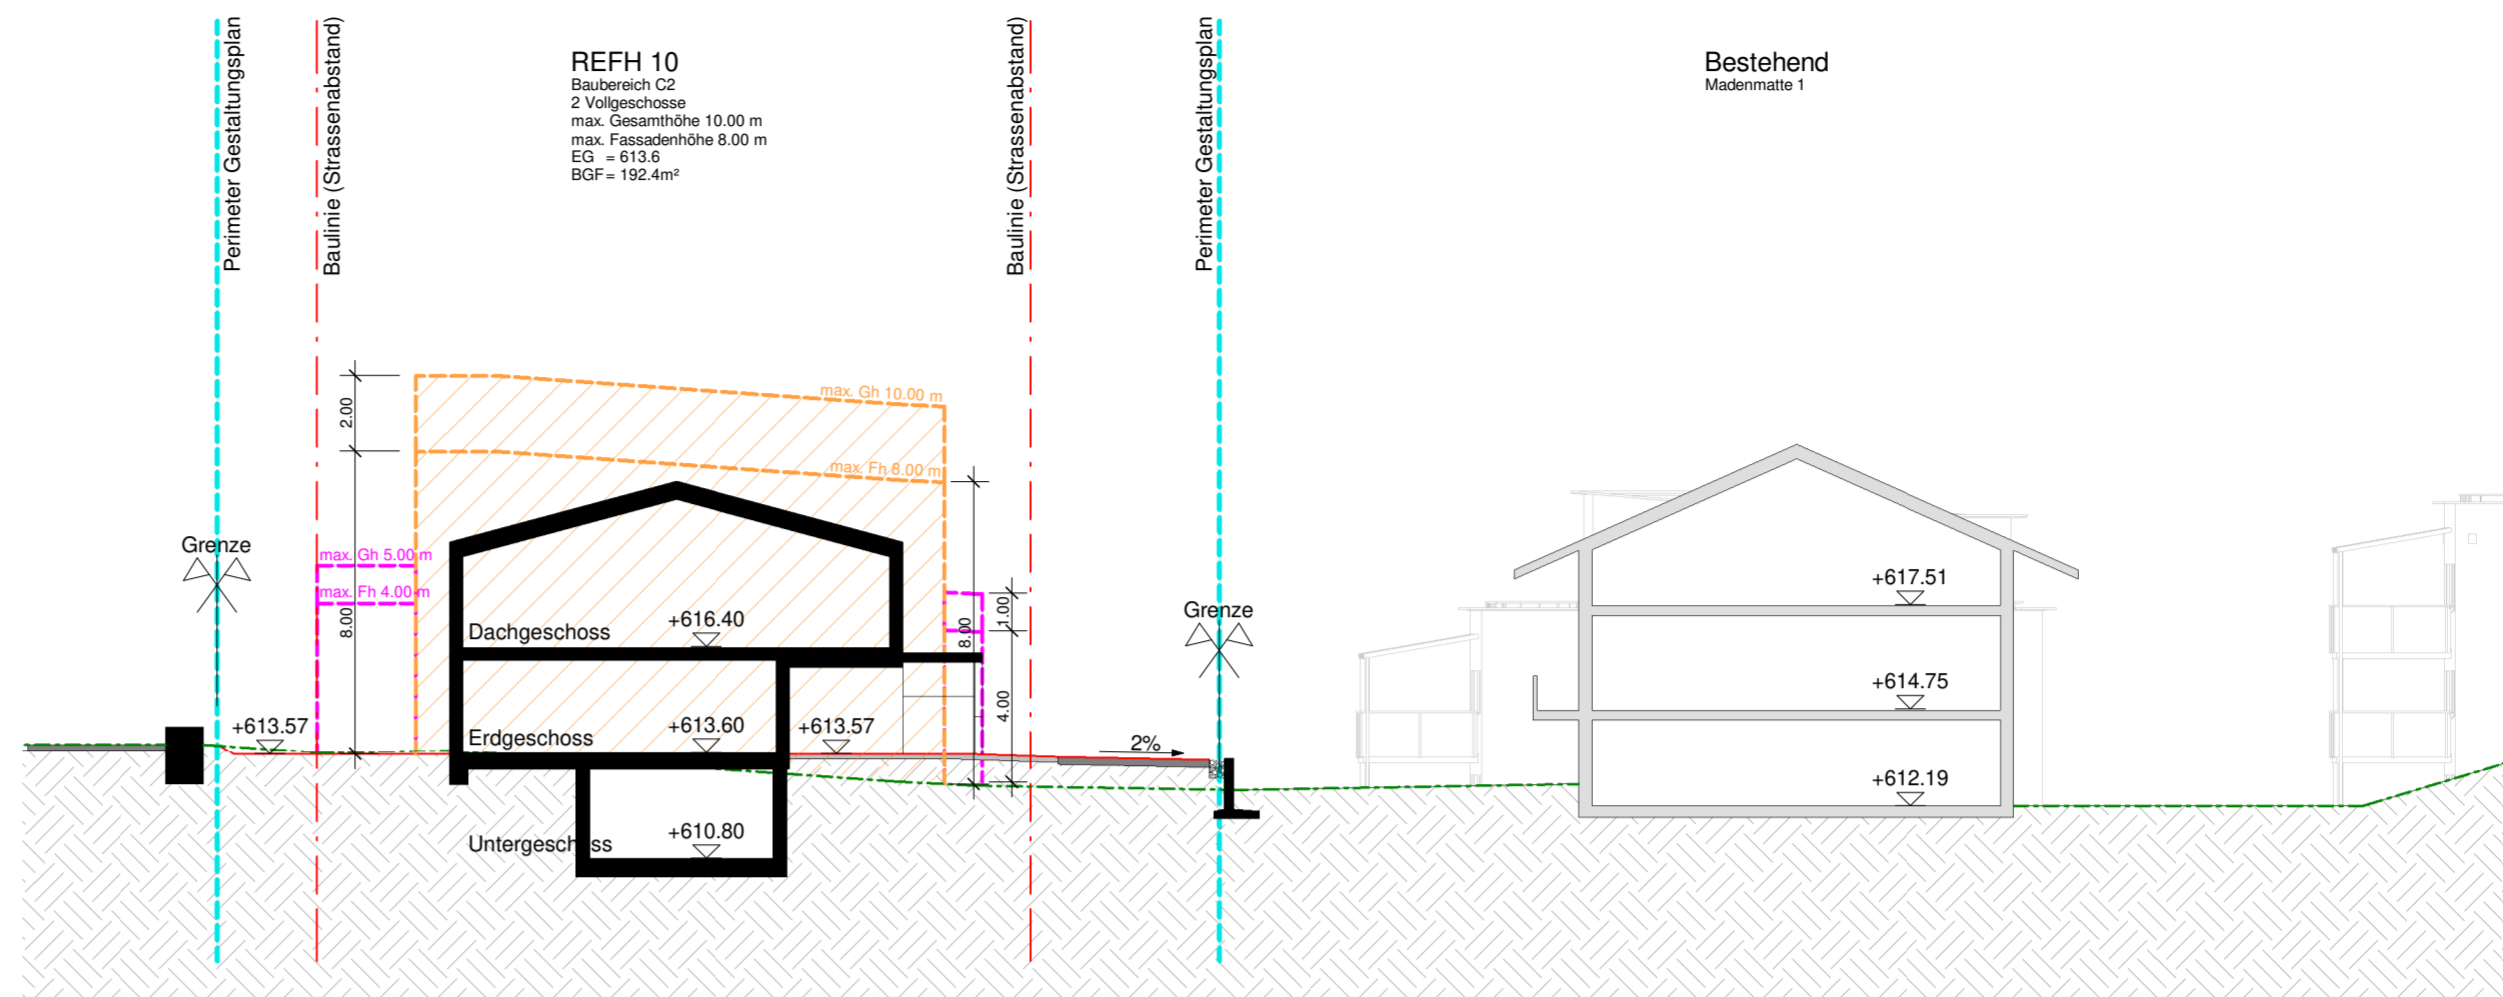 Perimeter Gestaltungsplan
Baulinie (Strassenabstand)
REFH 10
Baubereich C2
2 Vollgeschosse
max. Gesamthöhe 10.00 m
max. Fassadenhöhe 8.00 m
EG = 613.6
BGF = 192.4m²
Baulinie (Strassenabstand)
Perimeter Gestaltungsplan
Bestehend
Madenmatte 1
2.00
max. Gh 10.00 m
max. Fh 8.00 m
Grenze
max. Gh 5.00 m
max. Fh 4.00 m
8.00
Dachgeschoss
+616.40
8.00
1.00
4.00
Grenze
+617.51
+614.75
+612.19
+613.57
Erdgeschoss
+613.60
+613.57
2%
Untergeschoss
+610.80